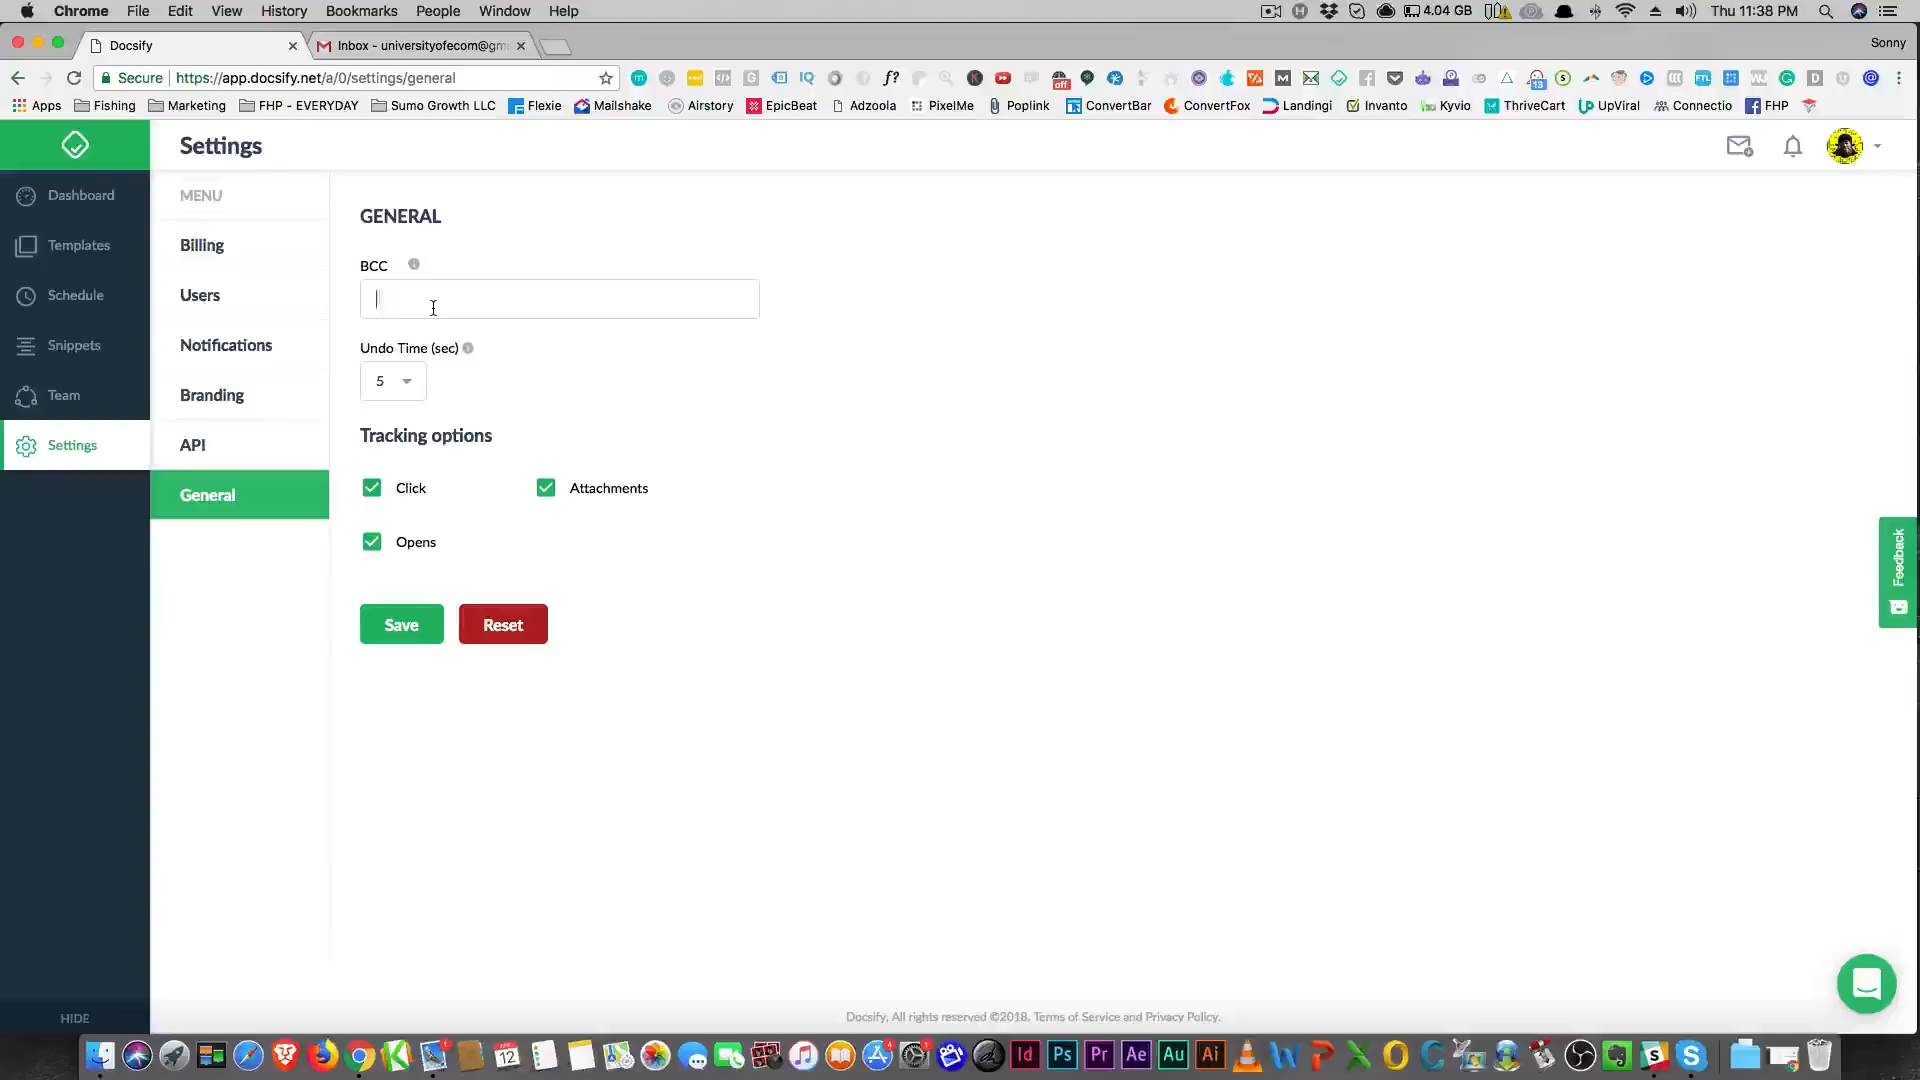 Chrome File Edit View History Bookmarks People Window Help 4.04 GB Thu 11:38 PM
Docsify Inbox - universityofecom@gm Sonny
Secure https://app.docsify.net/a/0/settings/general
Apps Fishing Marketing FHP - EVERYDAY Sumo Growth LLC Flexie Mailshake Airstory EpicBeat Adzoola PixelMe Poplink ConvertBar ConvertFox Landingi Invanto Kyvio ThriveCart UpViral Connectio FHP
Settings
Dashboard
Templates
Schedule
Snippets
Team
Settings
HIDE
MENU
Billing
Users
Notifications
Branding
API
General
GENERAL
BCC
Undo Time (sec)
5
Tracking options
Click Attachments
Opens
Save Reset
Feedback
Docsify, All rights reserved ©2018. Terms of Service and Privacy Policy.